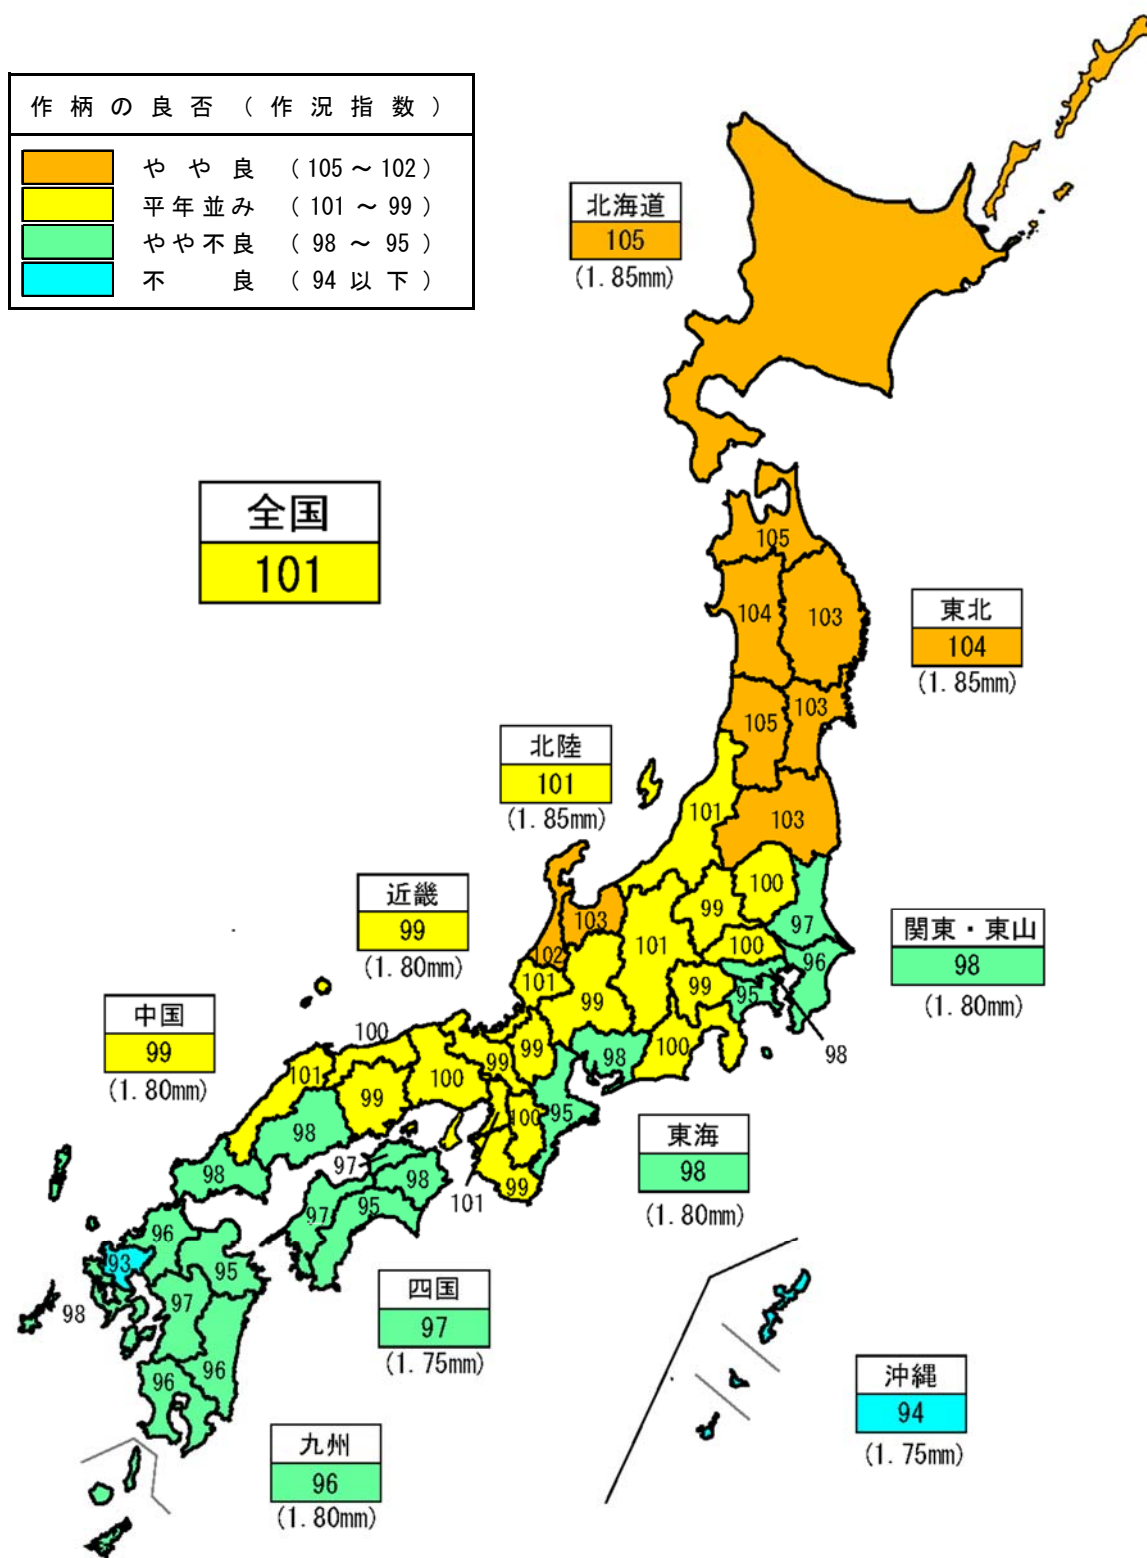 作柄の良否（作況指数）
やや良（105～102）
平年並み（101～99）
やや不良（98～95）
不良（94以下）
北海道
105
(1.85mm)
全国
101
105
104
103
東北
104
(1.85mm)
105
103
北陸
101
(1.85mm)
101
103
近畿
99
(1.80mm)
100
99
103
102
101
97
関東・東山
98
(1.80mm)
100
96
101
99
99
95
98
中国
99
(1.80mm)
100
101
99
100
99
99
98
100
98
100
95
東海
98
(1.80mm)
98
97
98
101
99
97
95
96
93
95
97
98
96
96
四国
97
(1.75mm)
沖縄
94
(1.75mm)
九州
96
(1.80mm)